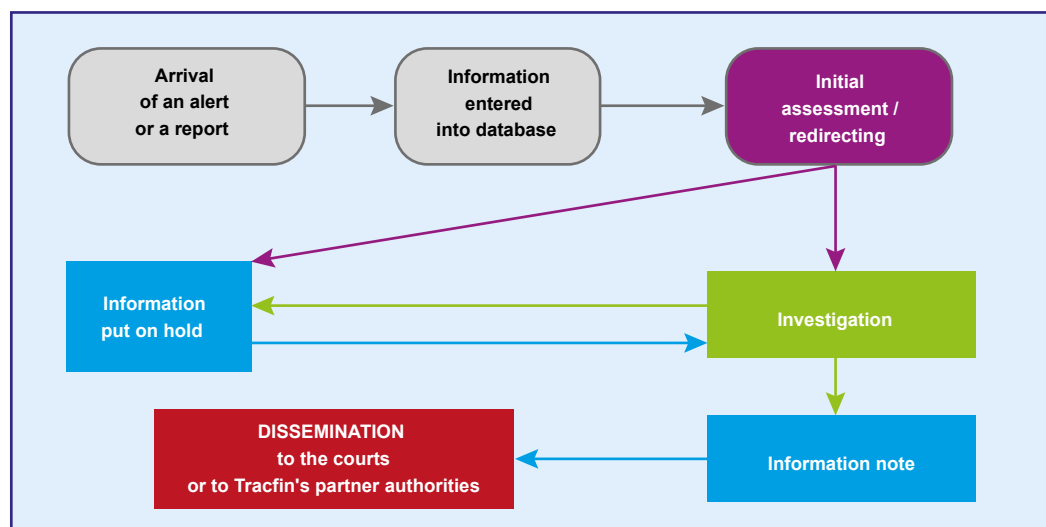 Arrival
of an alert
or a report
Information
entered
into database
Initial
assessment /
redirecting
Information
put on hold
Investigation
DISSEMINATION
to the courts
or to Tracfin's partner authorities
Information note